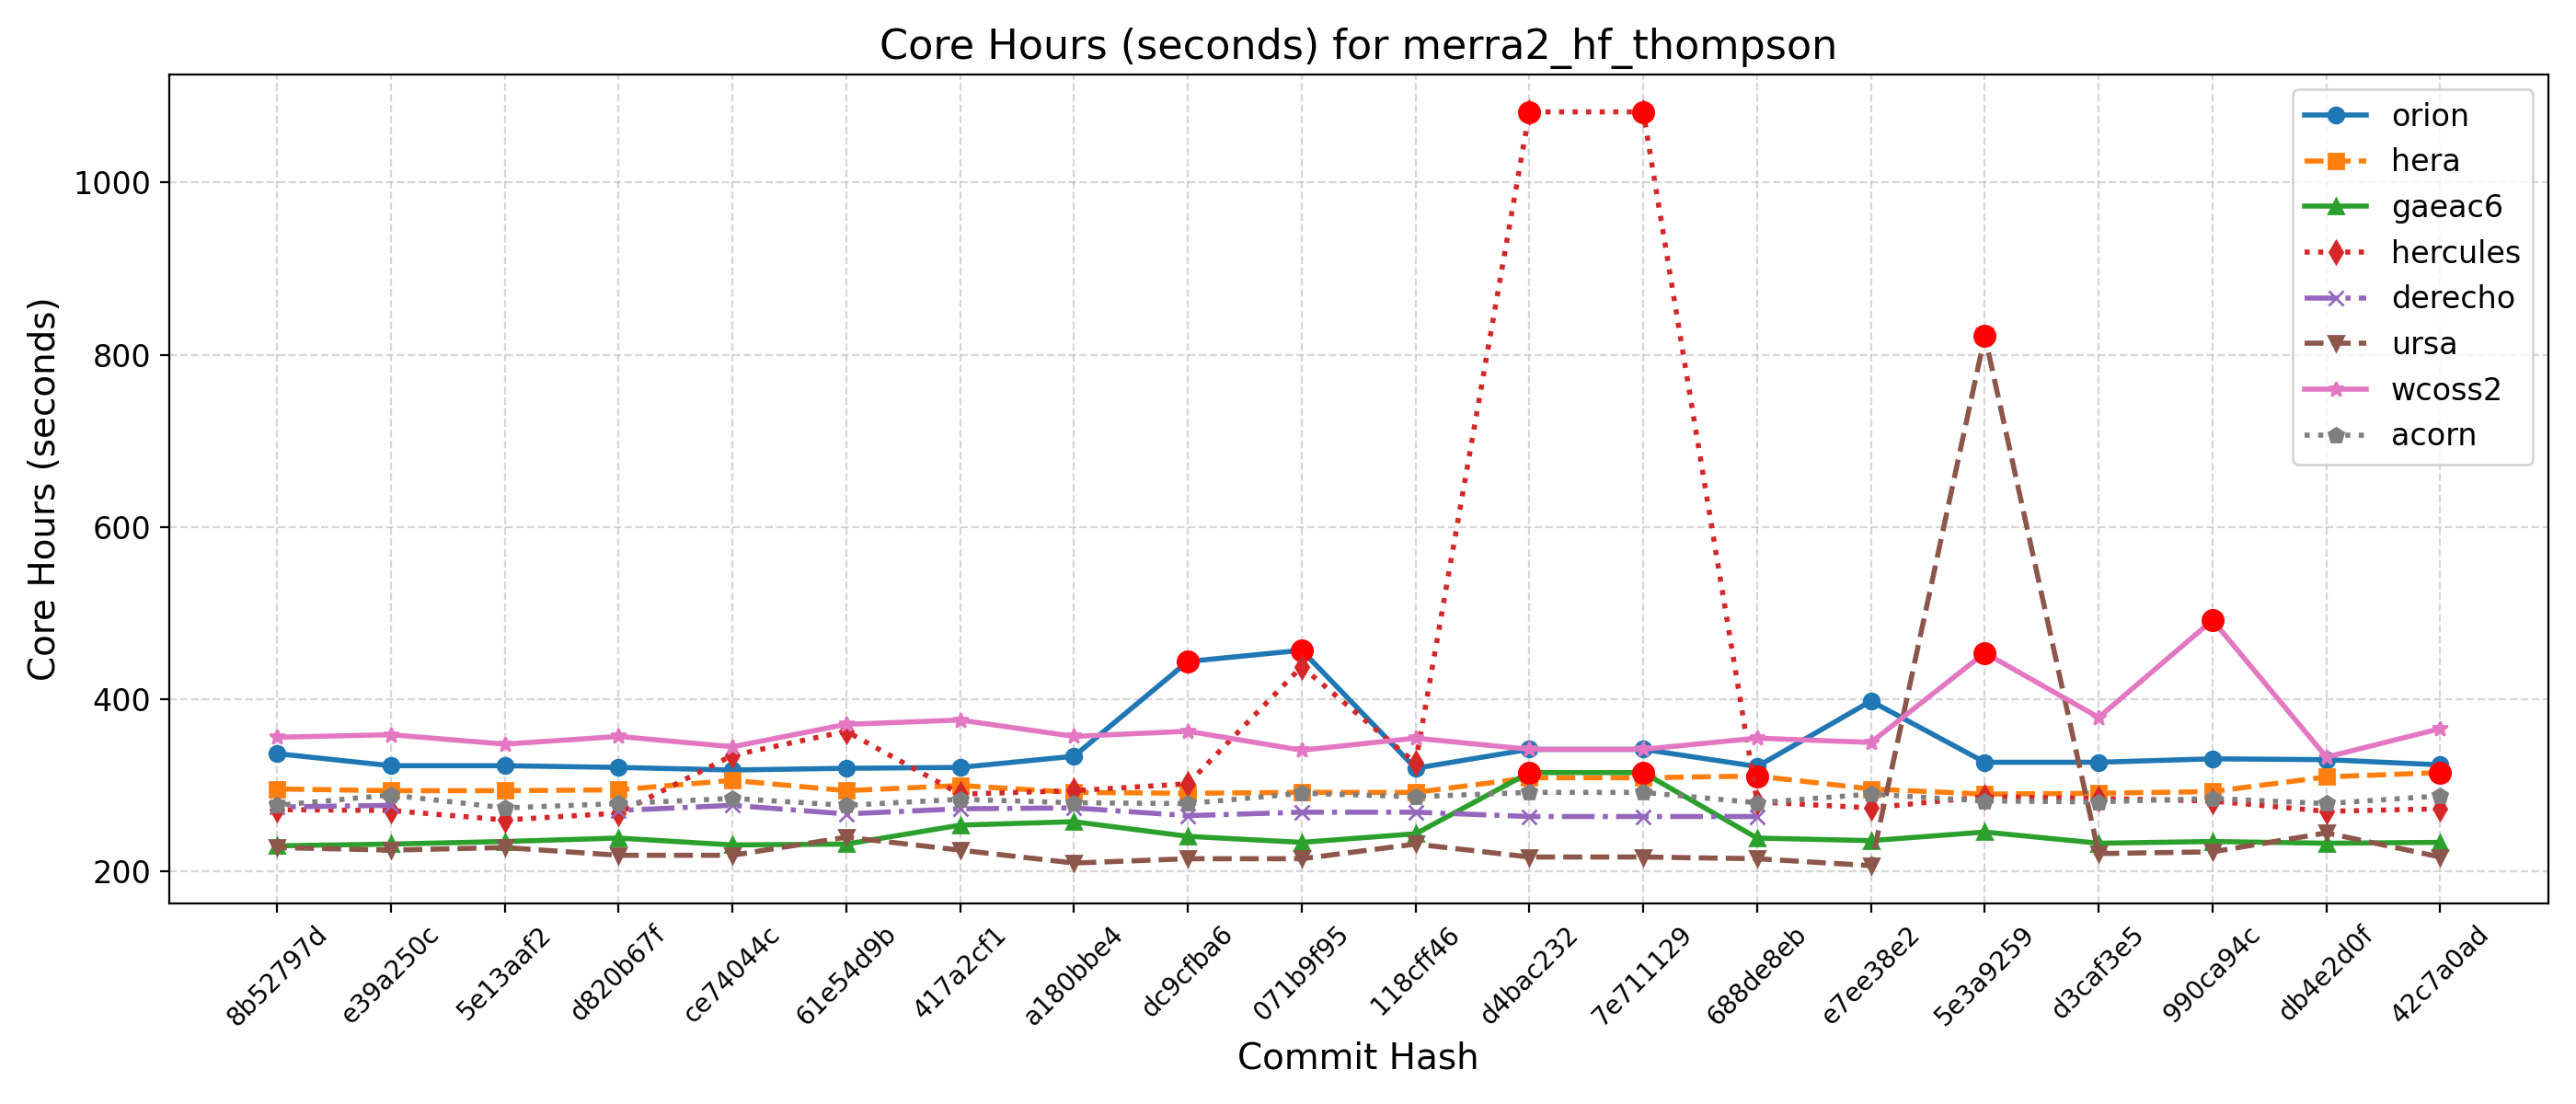 Core Hours (seconds) for merra2_hf_thompson
Core Hours (seconds)
1000
800
600
400
200
orion
hera
gaeac6
hercules
derecho
ursa
wcoss2
acorn
8b52797d
e39a250c
5e13aaf2
d820b67f
ce74044c
61e54d9b
417a2cf1
a180bbe4
dc9cfba6
071b9f95
118cff46
d4bac232
7e711129
688de8eb
e7ee38e2
5e3a9259
d3caf3e5
990ca94c
db4e2d0f
42c7a0ad
Commit Hash